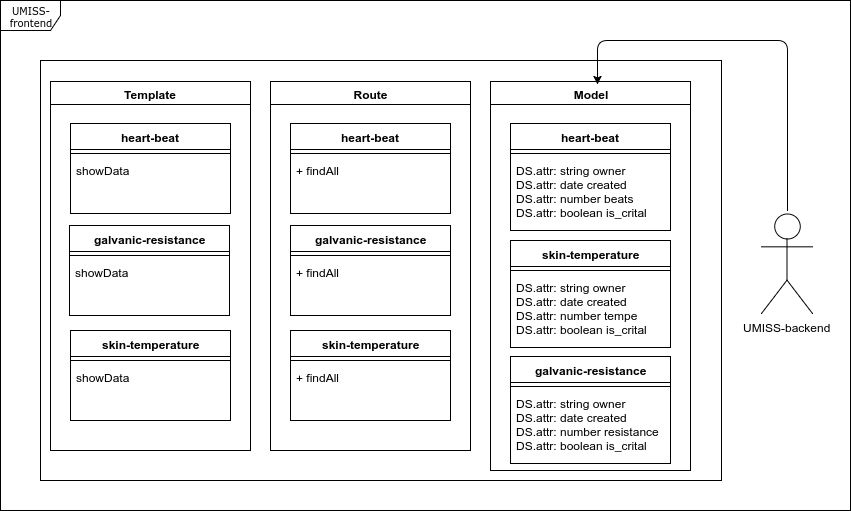 UMISS-
frontend
Template
heart-beat
showData
galvanic-resistance
showData
skin-temperature
showData
Route
heart-beat
+ findAll
galvanic-resistance
+ findAll
skin-temperature
+ findAll
Model
heart-beat
DS.attr: string owner
DS.attr: date created
DS.attr: number beats
DS.attr: boolean is_crital
skin-temperature
DS.attr: string owner
DS.attr: date created
DS.attr: number tempe
DS.attr: boolean is_crital
galvanic-resistance
DS.attr: string owner
DS.attr: date created
DS.attr: number resistance
DS.attr: boolean is_crital
UMISS-backend